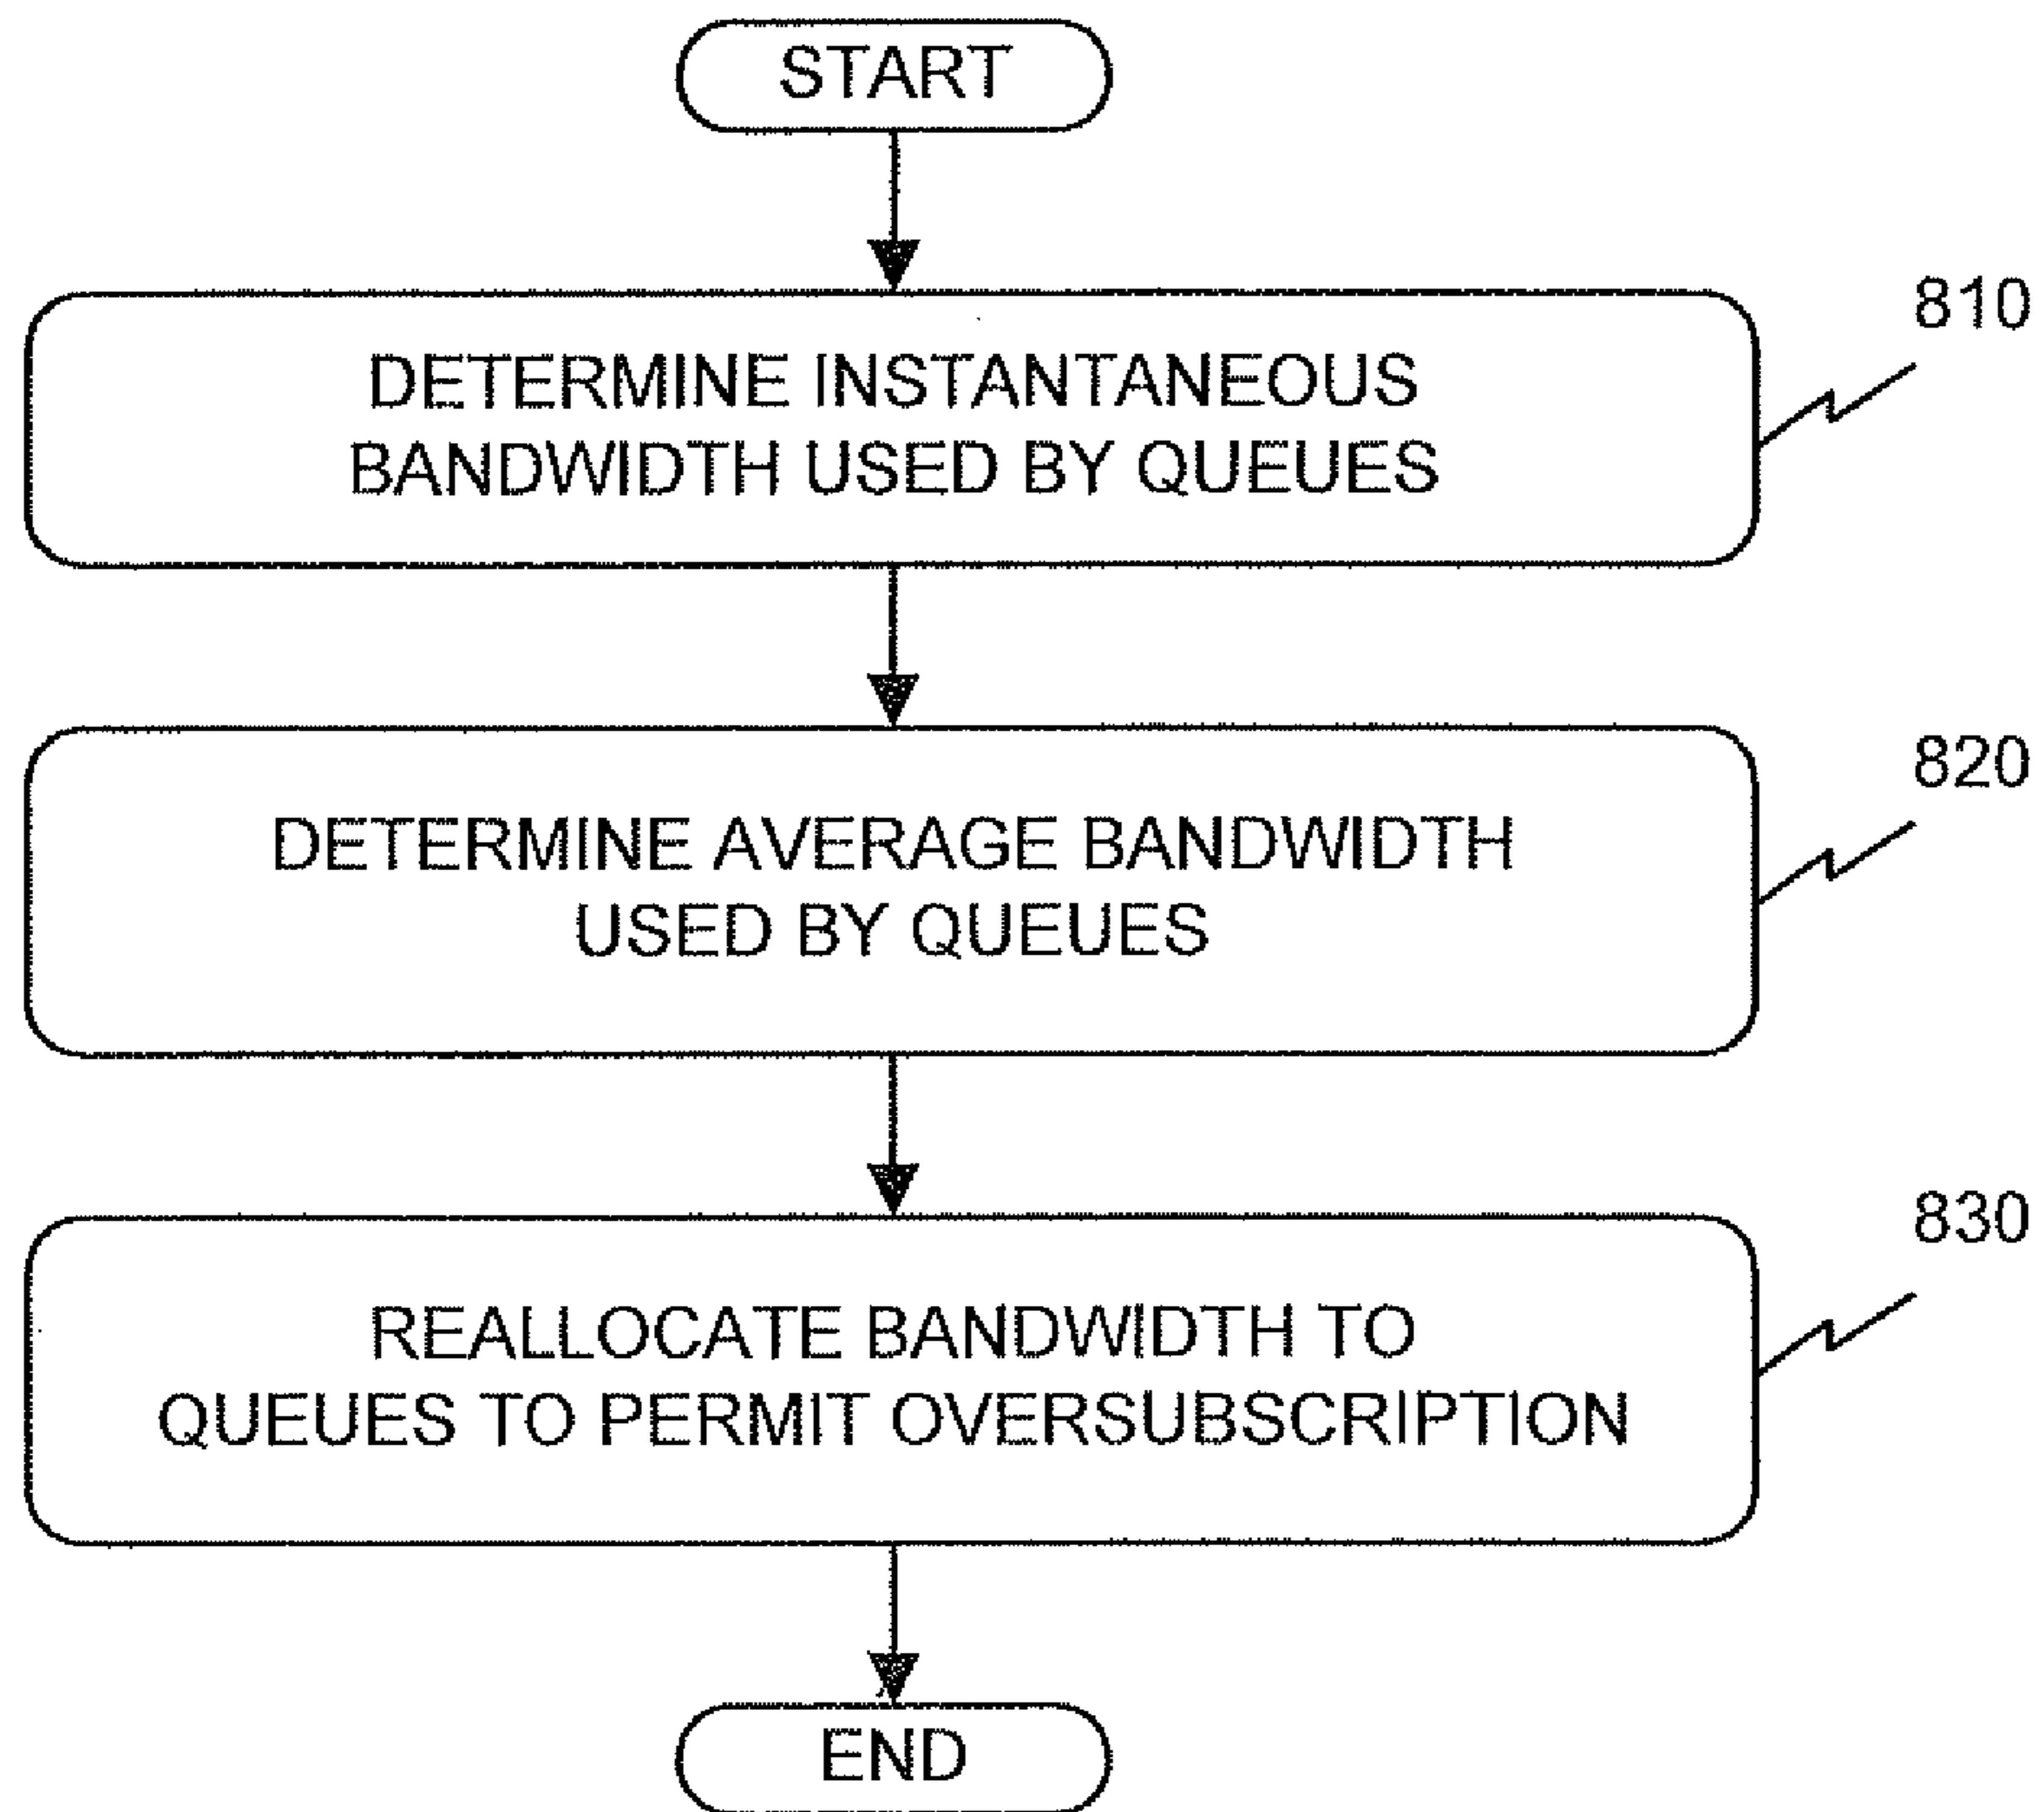 START
810
DETERMINE INSTANTANEOUS
BANDWIDTH USED BY QUEUES
820
DETERMINE AVERAGE BANDWIDTH
USED BY QUEUES
830
REALLOCATE BANDWIDTH TO
QUEUES TO PERMIT OVERSUBSCRIPTION
END